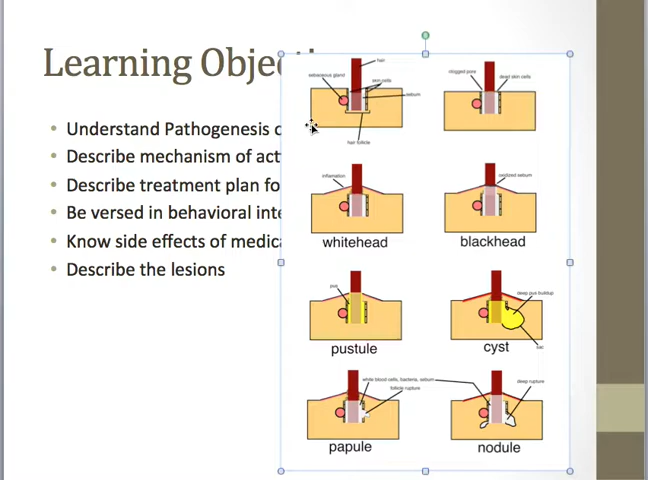 Learning Obje
Understand Pathogenesis
Describe mechanism of act
Describe treatment plan fo
Be versed in behavioral inte
Know side effects of medica
Describe the lesions
hair
sebaceous gland
skin cells
sebum
hair follicle
clogged pore
dead skin cells
inflamation
whitehead
oxidized sebum
blackhead
pus
pustule
deep pus buildup
sac
cyst
white blood cells, bacteria, sebum
follicle rupture
papule
deep rupture
nodule